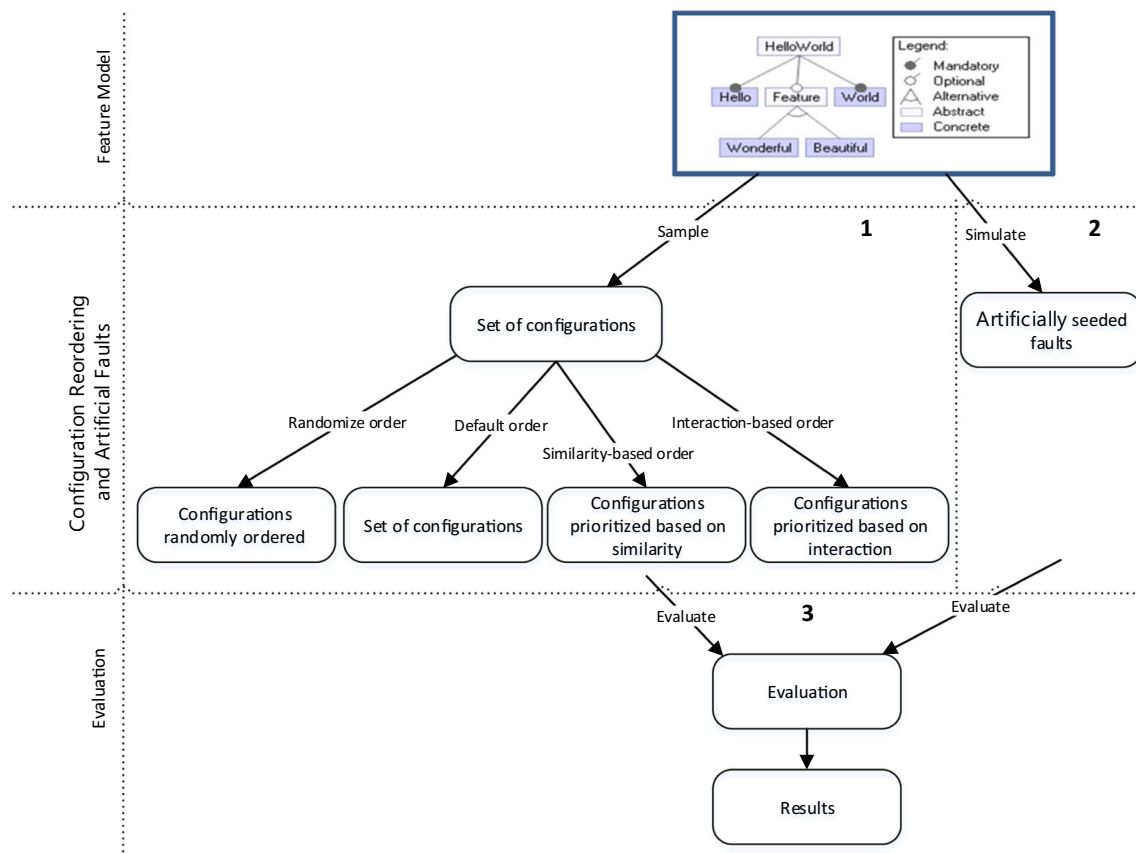 Feature Model
HelloWorld
Hello
Feature
World
Wonderful
Beautiful
Legend:
Mandatory
Optional
Alternative
Abstract
Concrete
Configuration Reordering
and Artificial Faults
Sample
1
Simulate
2
Set of configurations
Artificially seeded
faults
Randomize order
Default order
Similarity-based order
Interaction-based order
Configurations
randomly ordered
Set of configurations
Configurations
prioritized based on
similarity
Configurations
prioritized based on
interaction
Evaluation
Evaluate
3
Evaluate
Evaluation
Results